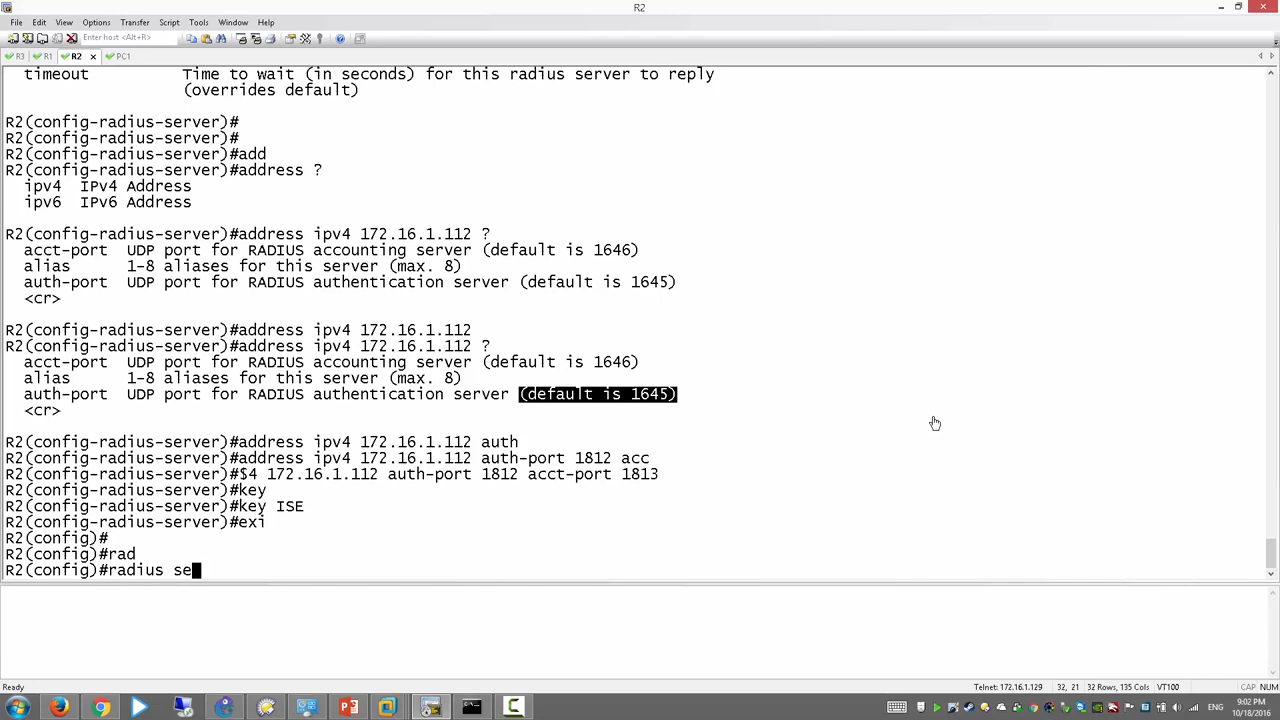 R2
File Edit View Options Transfer Script Tools Window Help
Enter host <Alt+R>
R3 R1 R2 PC1
timeout Time to wait (in seconds) for this radius server to reply
(overrides default)
R2(config-radius-server)#
R2(config-radius-server)#
R2(config-radius-server)#add
R2(config-radius-server)#address ?
ipv4 IPv4 Address
ipv6 IPv6 Address
R2(config-radius-server)#address ipv4 172.16.1.112 ?
acct-port UDP port for RADIUS accounting server (default is 1646)
alias 1-8 aliases for this server (max. 8)
auth-port UDP port for RADIUS authentication server (default is 1645)
<cr>
R2(config-radius-server)#address ipv4 172.16.1.112
R2(config-radius-server)#address ipv4 172.16.1.112 ?
acct-port UDP port for RADIUS accounting server (default is 1646)
alias 1-8 aliases for this server (max. 8)
auth-port UDP port for RADIUS authentication server (default is 1645)
<cr>
R2(config-radius-server)#address ipv4 172.16.1.112 auth
R2(config-radius-server)#address ipv4 172.16.1.112 auth-port 1812 acc
R2(config-radius-server)#$4 172.16.1.112 auth-port 1812 acct-port 1813
R2(config-radius-server)#key
R2(config-radius-server)#key ISE
R2(config-radius-server)#exi
R2(config)#
R2(config)#rad
R2(config)#radius se
Ready Telnet: 172.16.1.129 32, 21 32 Rows, 135 Cols VT100 CAP NUM
ENG 9:02 PM
10/18/2016